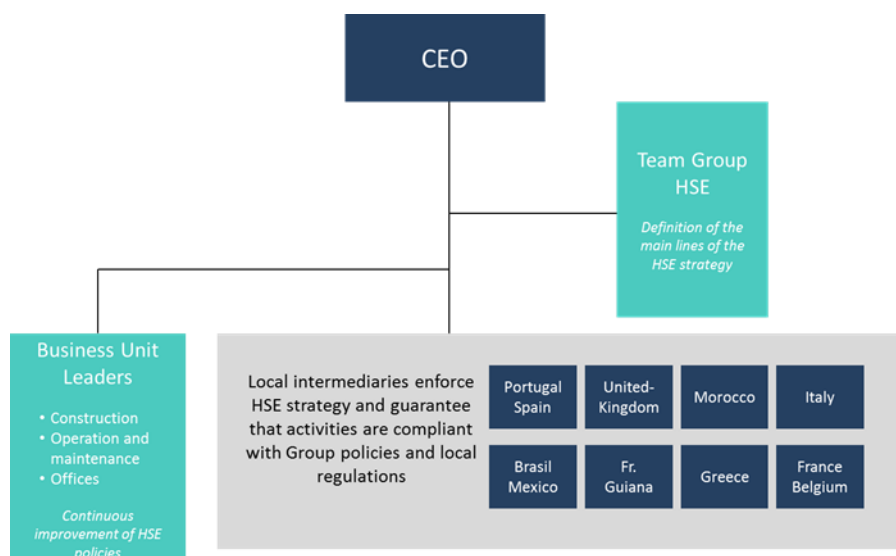 CEO
Team Group
HSE
Definition of the
main lines of the
HSE strategy
Business Unit
Leaders
• Construction
• Operation and
maintenance
• Offices
Continuous
improvement of HSE
policies
Local intermediaries enforce
HSE strategy and guarantee
that activities are compliant
with Group policies and local
regulations
Portugal
Spain
United-
Kingdom
Morocco
Italy
Brasil
Mexico
Fr.
Guiana
Greece
France
Belgium